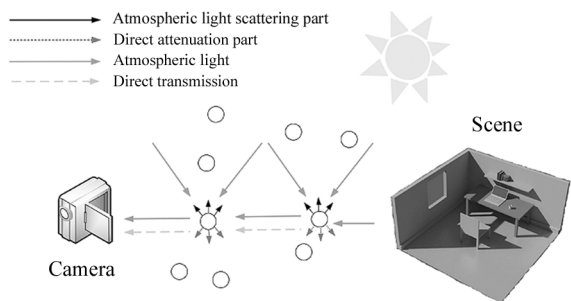 Atmospheric light scattering part
Direct attenuation part
Atmospheric light
Direct transmission
Scene
Camera